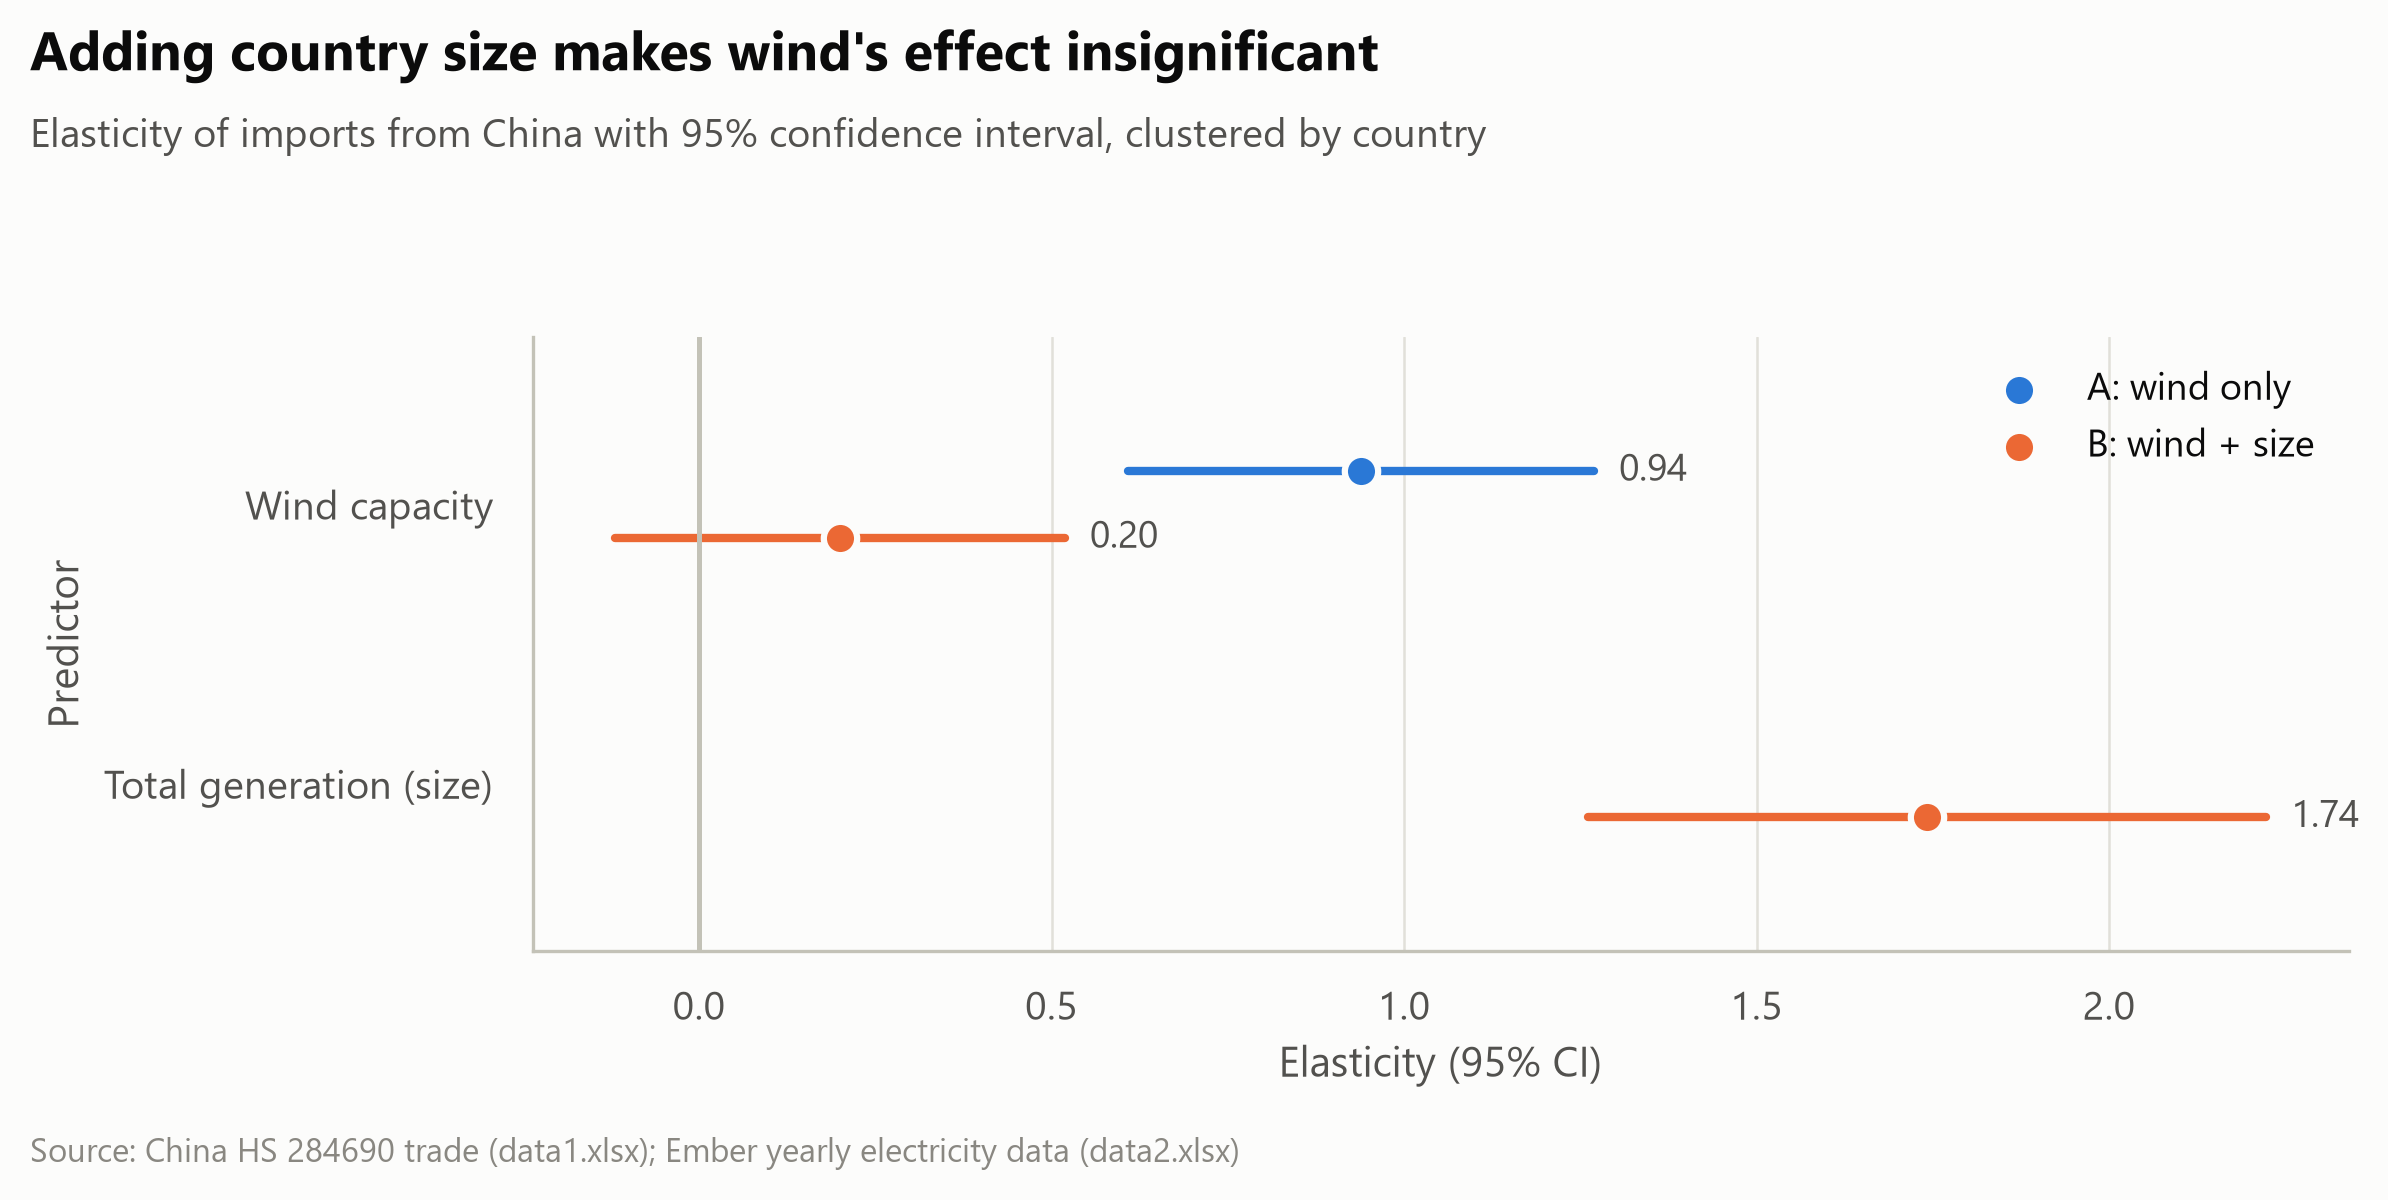 Adding country size makes wind's effect insignificant
Elasticity of imports from China with 95% confidence interval, clustered by country
A: wind only
B: wind + size
0.94
Wind capacity
0.20
Predictor
Total generation (size)
1.74
0.0 0.5 1.0 1.5 2.0
Elasticity (95% CI)
Source: China HS 284690 trade (data1.xlsx); Ember yearly electricity data (data2.xlsx)